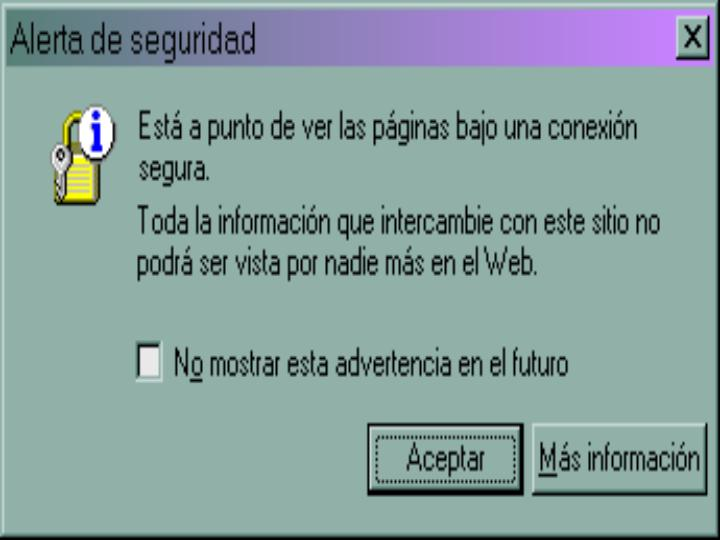 Alerta de seguridad
Está a punto de ver las páginas bajo una conexión
segura.
Toda la información que intercambie con este sitio no
podrá ser vista por nadie más en el Web.
No mostrar esta advertencia en el futuro
Aceptar
Más información